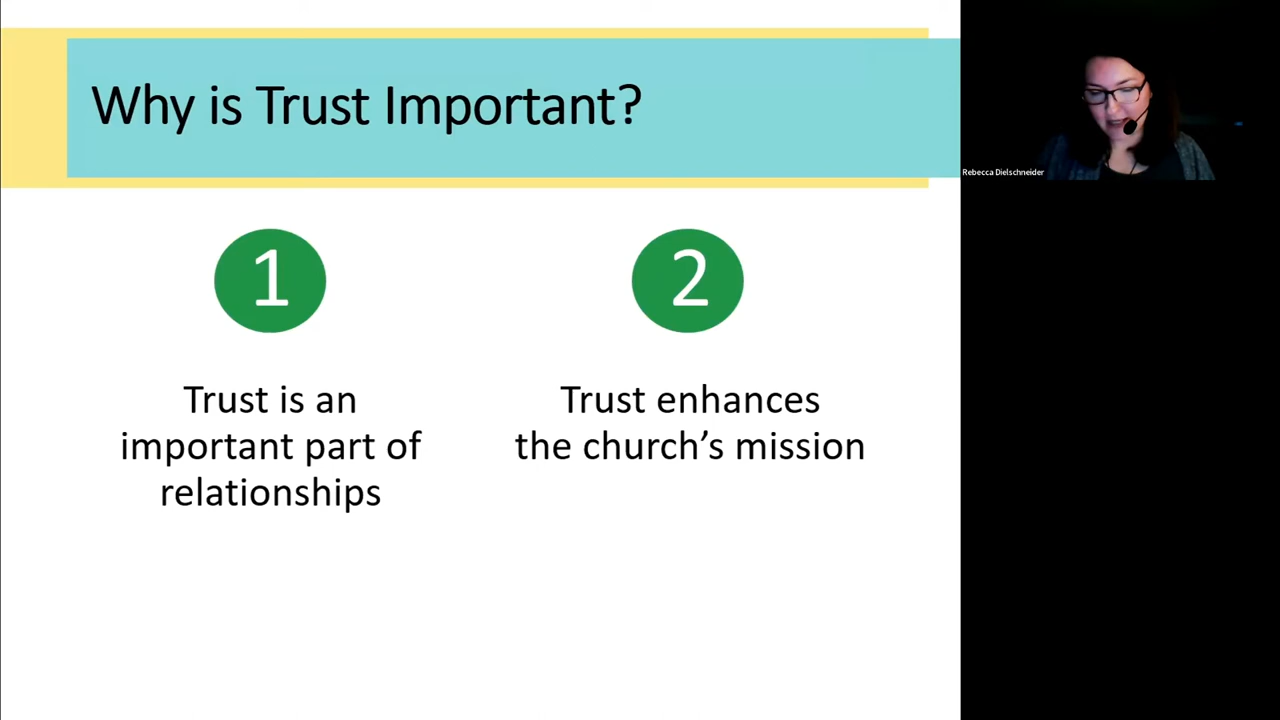 Why is Trust Important?
Rebecca Dielschneider
1
Trust is an
important part of
relationships
2
Trust enhances
the church’s mission